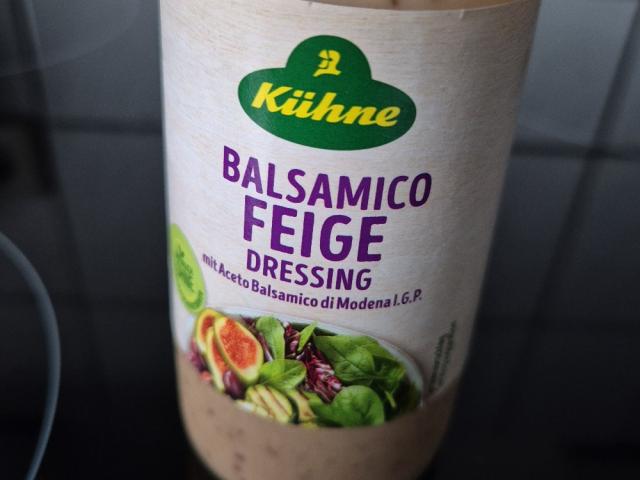 Kühne
BALSAMICO
FEIGE
DRESSING
mit Aceto Balsamico di Modena I.G.P.